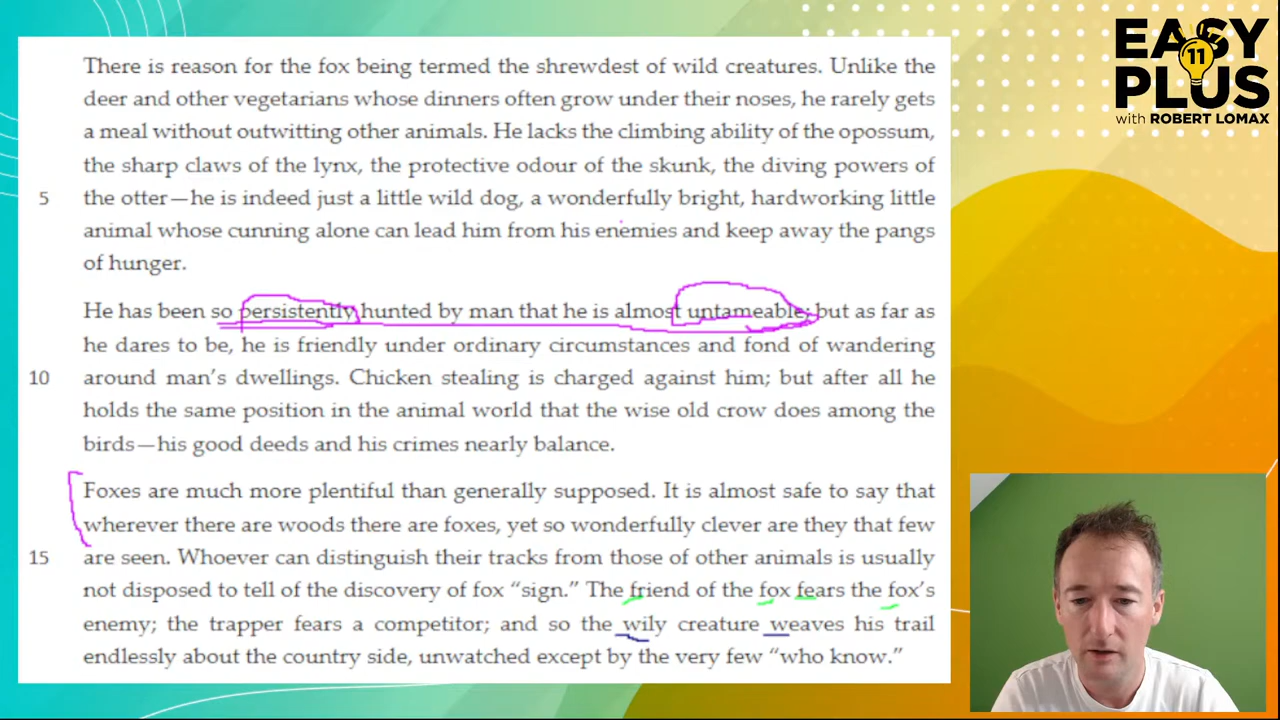 EASY
11
PLUS
with ROBERT LOMAX
There is reason for the fox being termed the shrewdest of wild creatures. Unlike the
deer and other vegetarians whose dinners often grow under their noses, he rarely gets
a meal without outwitting other animals. He lacks the climbing ability of the opossum,
the sharp claws of the lynx, the protective odour of the skunk, the diving powers of
5 the otter—he is indeed just a little wild dog, a wonderfully bright, hardworking little
animal whose cunning alone can lead him from his enemies and keep away the pangs
of hunger.
He has been so persistently hunted by man that he is almost untameable; but as far as
he dares to be, he is friendly under ordinary circumstances and fond of wandering
10 around man's dwellings. Chicken stealing is charged against him; but after all he
holds the same position in the animal world that the wise old crow does among the
birds—his good deeds and his crimes nearly balance.
Foxes are much more plentiful than generally supposed. It is almost safe to say that
wherever there are woods there are foxes, yet so wonderfully clever are they that few
15 are seen. Whoever can distinguish their tracks from those of other animals is usually
not disposed to tell of the discovery of fox “sign.” The friend of the fox fears the fox's
enemy; the trapper fears a competitor; and so the wily creature weaves his trail
endlessly about the country side, unwatched except by the very few “who know.”